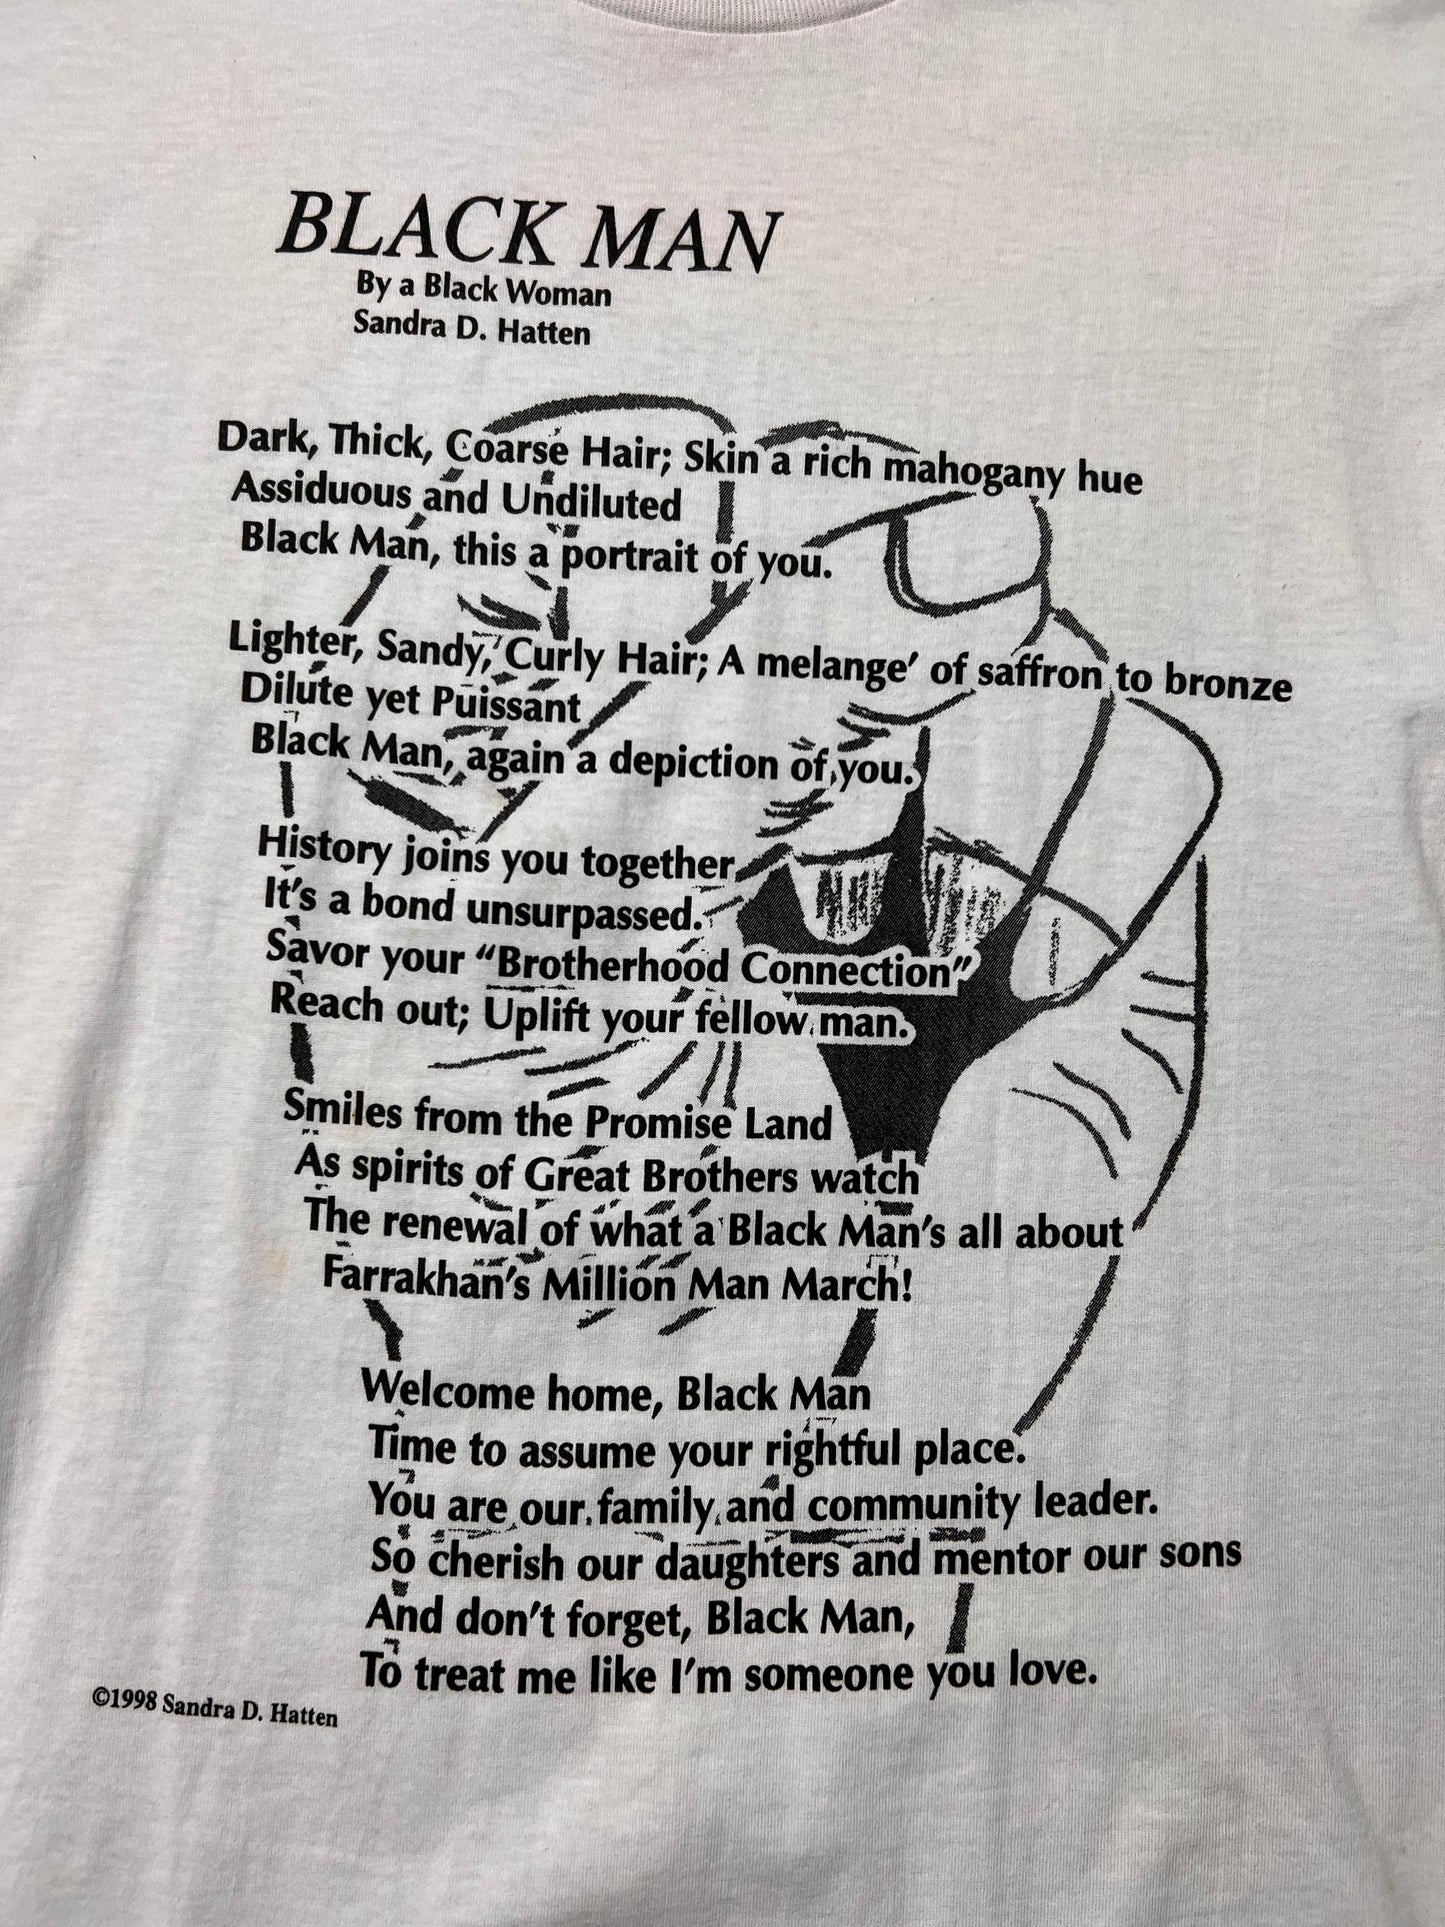 BLACK MAN
By a Black Woman
Sandra D. Hatten
Dark, Thick, Coarse Hair; Skin a rich mahogany hue
Assiduous and Undiluted
Black Man, this a portrait of you.
Lighter, Sandy, Curly Hair; A melange' of saffron to bronze
Dilute yet Puissant
Black Man, again a depiction of you.
History joins you together
It's a bond unsurpassed.
Savor your "Brotherhood Connection"
Reach out; Uplift your fellow man.
Smiles from the Promise Land
As spirits of Great Brothers watch
The renewal of what a Black Man's all about
Farrakhan's Million Man March!
Welcome home, Black Man
Time to assume your rightful place.
You are our family and community leader.
So cherish our daughters and mentor our sons
And don't forget, Black Man,
To treat me like I'm someone you love.
©1998 Sandra D. Hatten